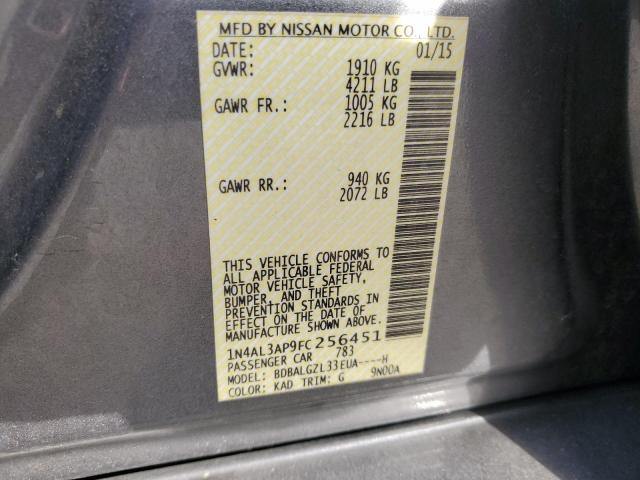 MFD BY NISSAN MOTOR CO., LTD.
DATE: 01/15
GVWR: 1910 KG
4211 LB
GAWR FR.: 1005 KG
2216 LB
GAWR RR.: 940 KG
2072 LB
THIS VEHICLE CONFORMS TO
ALL APPLICABLE FEDERAL
MOTOR VEHICLE SAFETY,
BUMPER, AND THEFT
PREVENTION STANDARDS IN
EFFECT ON THE DATE OF
MANUFACTURE SHOWN ABOVE.
1N4AL3AP9FC256451
PASSENGER CAR 783
MODEL: BDBALGZL33EUA----H
COLOR: KAD TRIM: G 9N00A